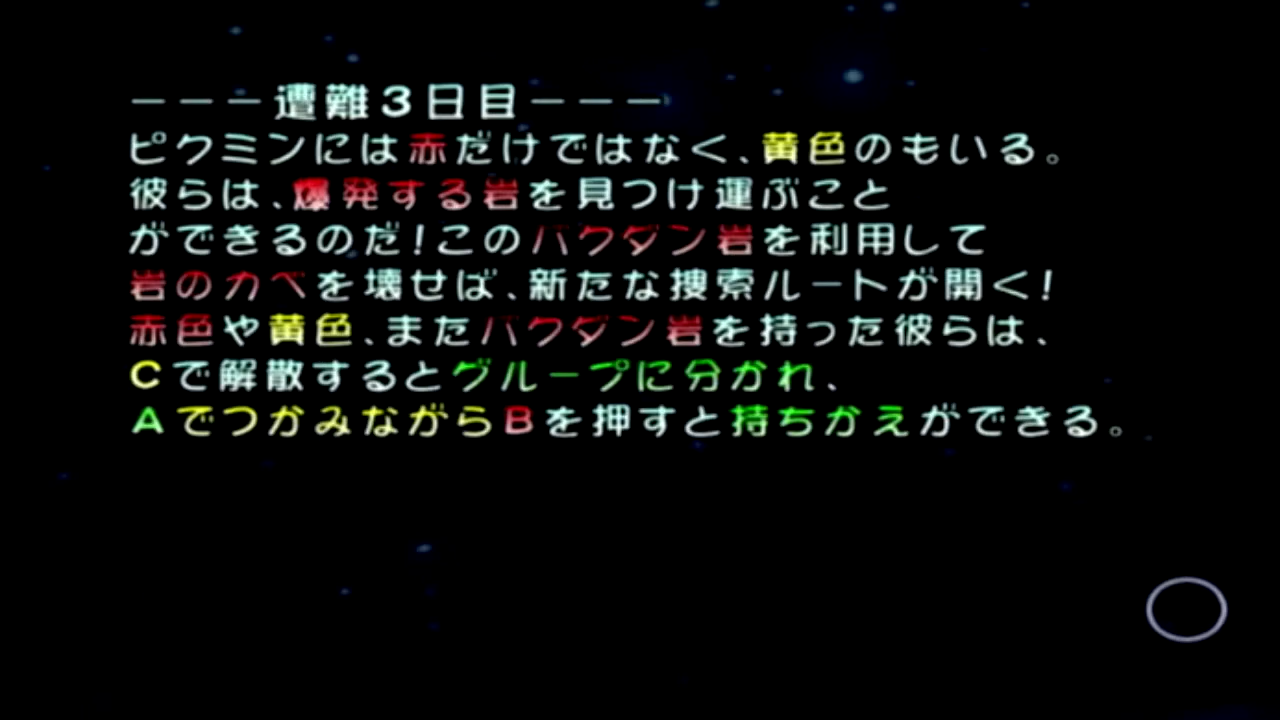 ーーー遭難３日目ーーー
ピクミンには赤だけではなく、黄色のもいる。
彼らは、爆発する岩を見つけ運ぶこと
ができるのだ！このバクダン岩を利用して
岩のカベを壊せば、新たな捜索ルートが開く！
赤色や黄色、またバクダン岩を持った彼らは、
Cで解散するとグループに分かれ、
Aでつかみながら Bを押すと持ちかえができる。